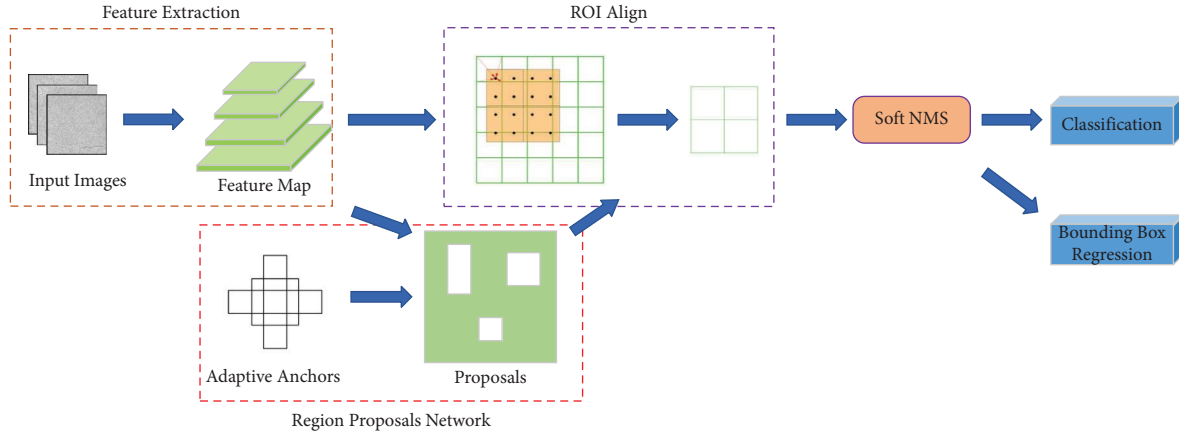 Feature Extraction
ROI Align
Input Images
Feature Map
Soft NMS
Classification
Bounding Box
Regression
Adaptive Anchors
Proposals
Region Proposals Network